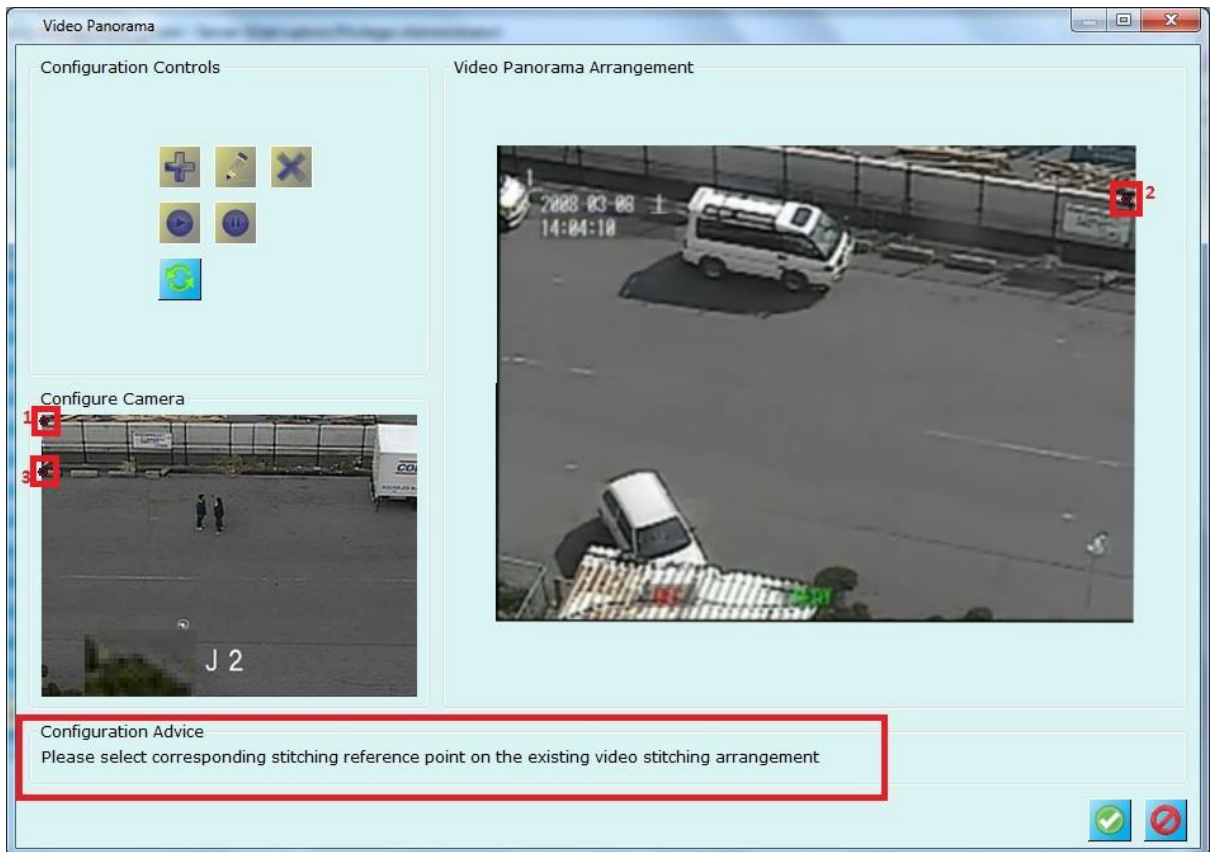 Video Panorama
Configuration Controls
Video Panorama Arrangement
2
2008-03-08
14:04:10
Configure Camera
1
3
J 2
Configuration Advice
Please select corresponding stitching reference point on the existing video stitching arrangement